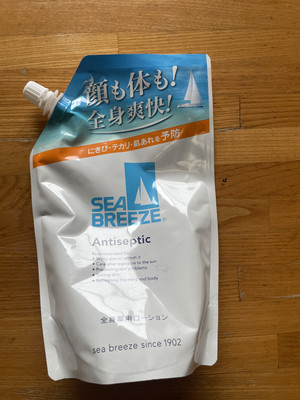 顔も体も!
全身爽快!
にきび・テカリ・肌あれを予防
SEA
BREEZE®
Antiseptic
全身薬用ローション
sea breeze since 1902